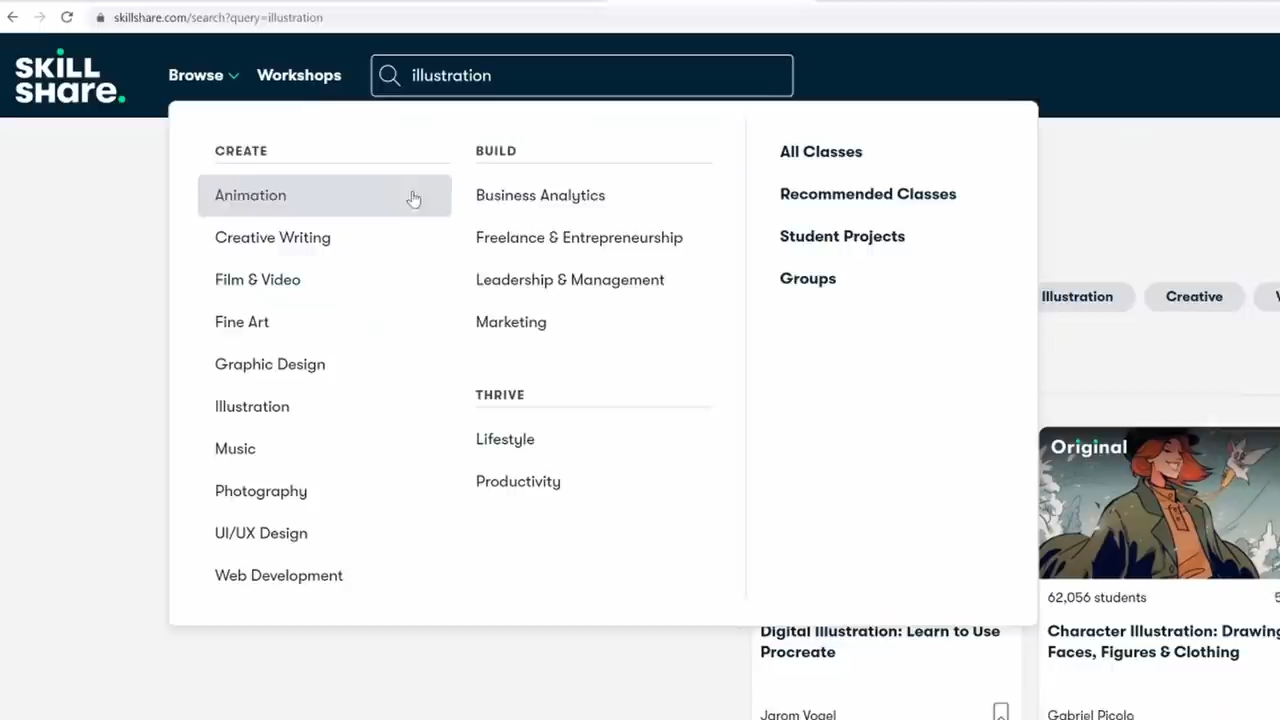 skillshare.com/search?query=illustration
SKILL
SHare.
Browse
Workshops
illustration
CREATE
Animation
Creative Writing
Film & Video
Fine Art
Graphic Design
Illustration
Music
Photography
UI/UX Design
Web Development
BUILD
Business Analytics
Freelance & Entrepreneurship
Leadership & Management
Marketing
THRIVE
Lifestyle
Productivity
All Classes
Recommended Classes
Student Projects
Groups
Illustration
Creative
Digital Illustration: Learn to Use
Procreate
Jarom Vogel
Original
62,056 students
Character Illustration: Drawing
Faces, Figures & Clothing
Gabriel Picolo